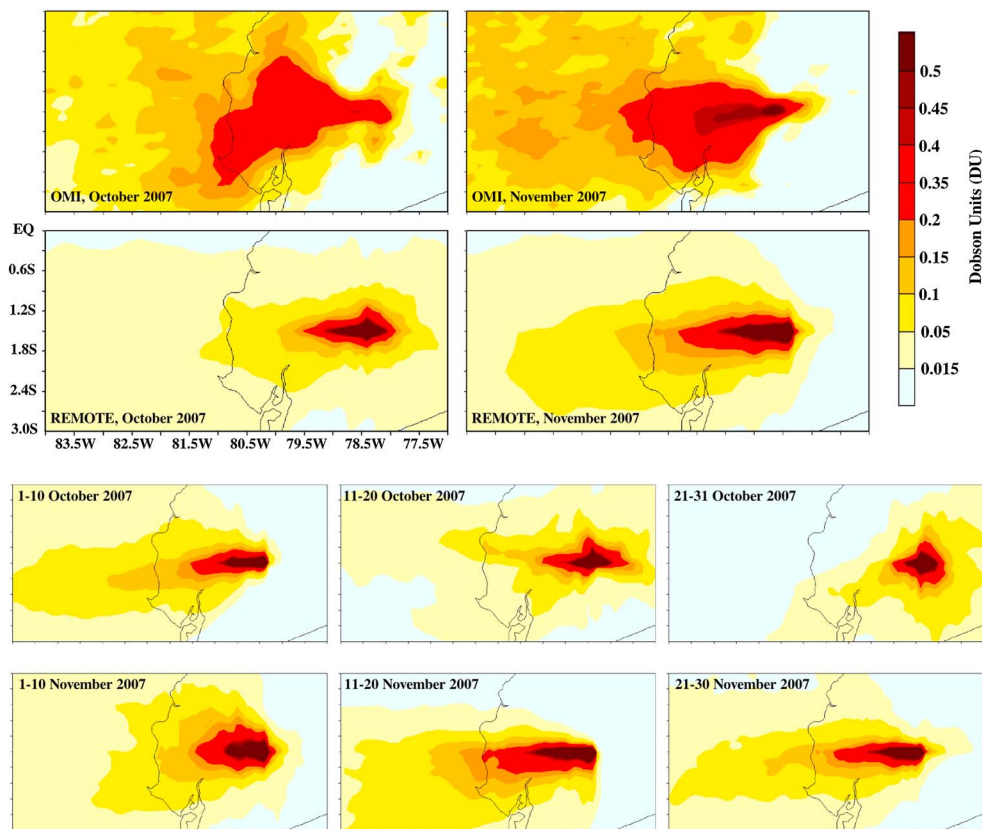 OMI, October 2007
OMI, November 2007
0.5
0.45
0.4
0.35
0.2
0.15
0.1
0.05
0.015
Dobson Units (DU)
EQ
0.6S
1.2S
1.8S
2.4S
3.0S
REMOTE, October 2007
REMOTE, November 2007
83.5W 82.5W 81.5W 80.5W 79.5W 78.5W 77.5W
1-10 October 2007
11-20 October 2007
21-31 October 2007
1-10 November 2007
11-20 November 2007
21-30 November 2007